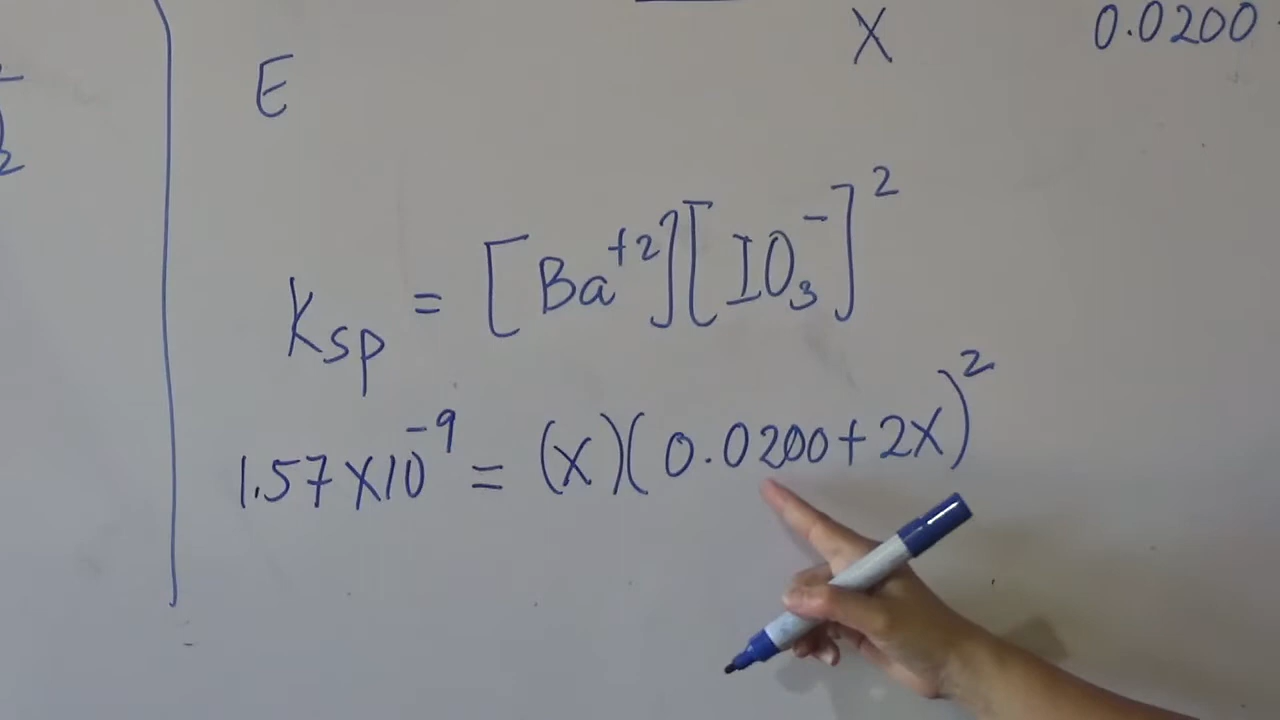 X 0.0200
E
Ksp = [Ba⁺²][IO₃⁻]²
1.57X10⁻⁹ = (X)(0.0200+2X)²